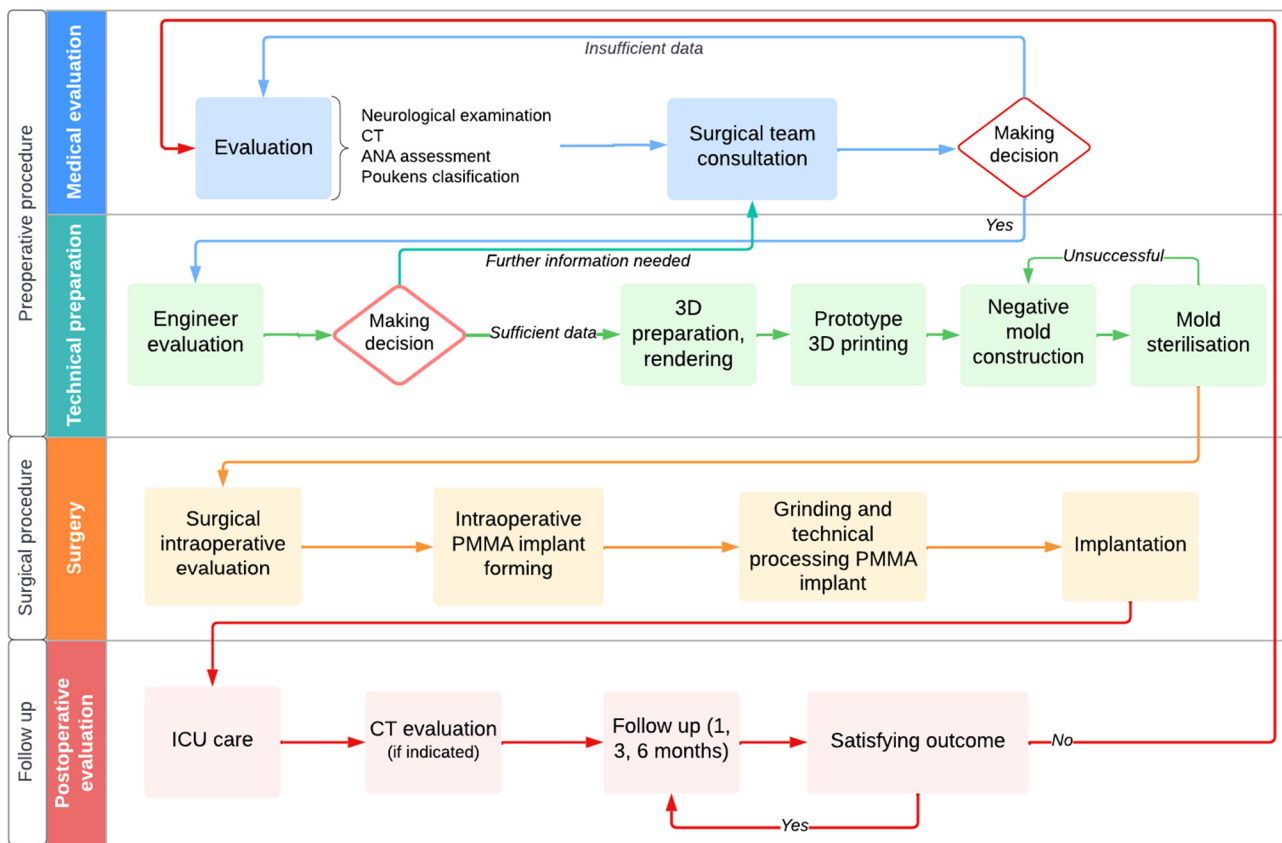 Preoperative procedure
Medical evaluation
Insufficient data
Evaluation
Neurological examination
CT
ANA assessment
Poukens clasification
Surgical team
consultation
Making
decision
Yes
Technical preparation
Further information needed
Unsuccessful
Engineer
evaluation
Making
decision
Sufficient data
3D
preparation,
rendering
Prototype
3D printing
Negative
mold
construction
Mold
sterilisation
Surgical procedure
Surgery
Surgical
intraoperative
evaluation
Intraoperative
PMMA implant
forming
Grinding and
technical
processing PMMA
implant
Implantation
Follow up
Postoperative
evaluation
ICU care
CT evaluation
(if indicated)
Follow up (1,
3, 6 months)
Satisfying outcome
No
Yes